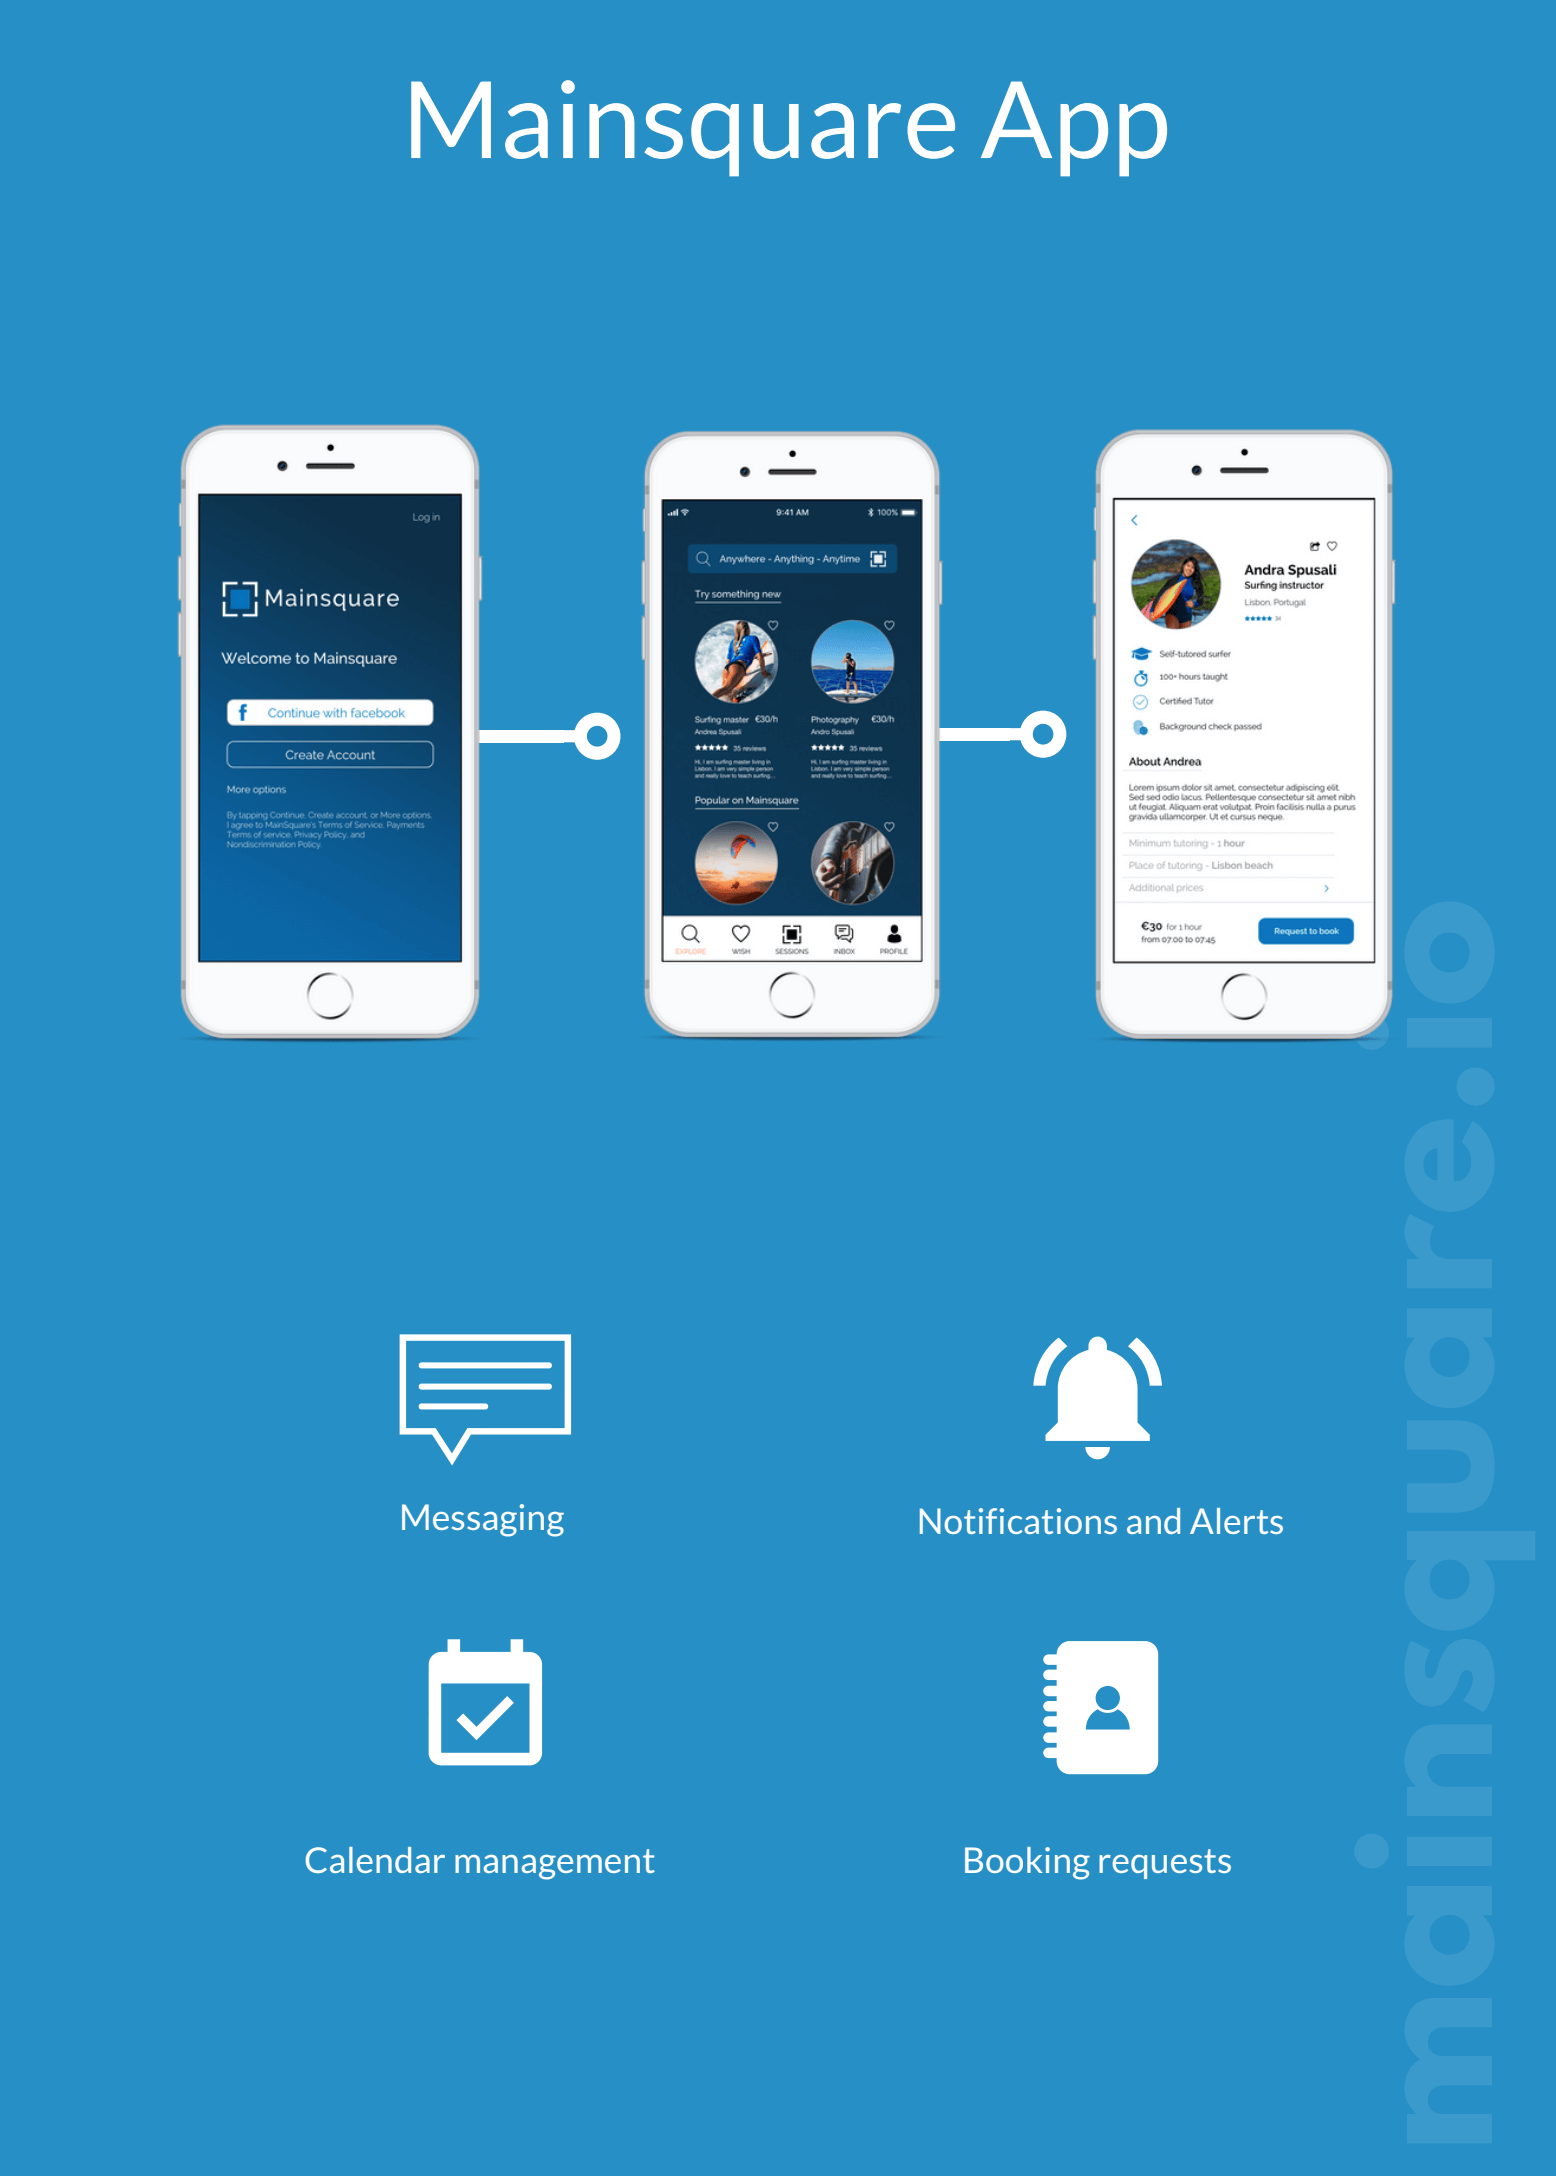 Mainsquare App
Log in
Mainsquare
Welcome to Mainsquare
f Continue with facebook
Create Account
More options
By tapping Continue, Create account, or More options,
I agree to MainSquare's Terms of Service, Payments
Terms of service, Privacy Policy, and
Nondiscrimination Policy.
9:41 AM
100%
Anywhere - Anything - Anytime
Try something new
Surfing master €30/h
Andrea Spusali
35 reviews
Hi, I am surfing master living in
Lisbon. I am very simple person
and really love to teach surfing...
Photography €30/h
Andro Spusali
35 reviews
Hi, I am surfing master living in
Lisbon. I am very simple person
and really love to teach surfing...
Popular on Mainsquare
EXPLORE
WISH
SESSIONS
INBOX
PROFILE
Andra Spusali
Surfing instructor
Lisbon, Portugal
34
Self-tutored surfer
100+ hours taught
Certified Tutor
Background check passed
About Andrea
Lorem ipsum dolor sit amet, consectetur adipiscing elit.
Sed sed odio lacus. Pellentesque consectetur sit amet nibh
ut feugiat. Aliquam erat volutpat. Proin facilisis nulla a purus
gravida ullamcorper. Ut et cursus neque.
Minimum tutoring - 1 hour
Place of tutoring - Lisbon beach
Additional prices
€30 for 1 hour
from 07:00 to 07:45
Request to book
Messaging
Notifications and Alerts
Calendar management
Booking requests
mainsquare.io